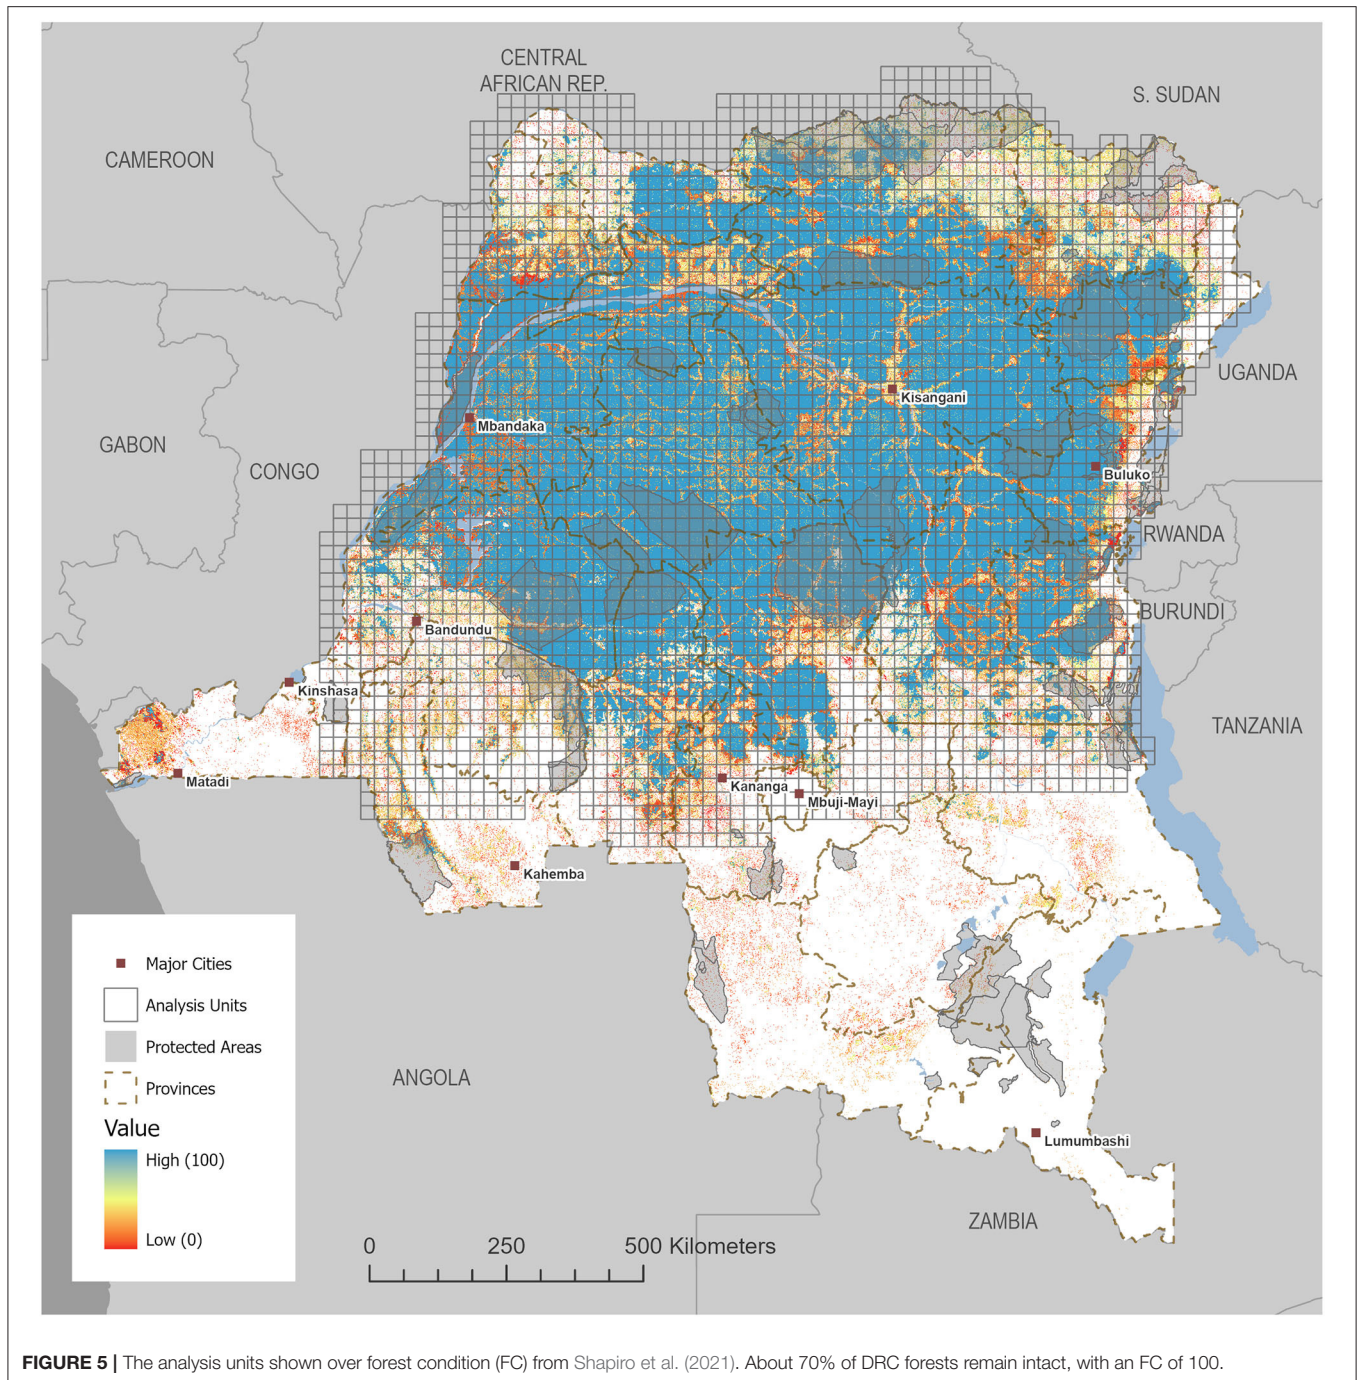 CENTRAL
AFRICAN REP.
S. SUDAN
CAMEROON
UGANDA
Kisangani
Mbandaka
GABON
CONGO
Buluko
RWANDA
BURUNDI
Bandundu
Kinshasa
TANZANIA
Matadi
Kananga
Mbuji-Mayi
Kahemba
Major Cities
Analysis Units
Protected Areas
Provinces
ANGOLA
Value
High (100)
Low (0)
Lumumbashi
ZAMBIA
0 250 500 Kilometers
FIGURE 5 | The analysis units shown over forest condition (FC) from Shapiro et al. (2021). About 70% of DRC forests remain intact, with an FC of 100.